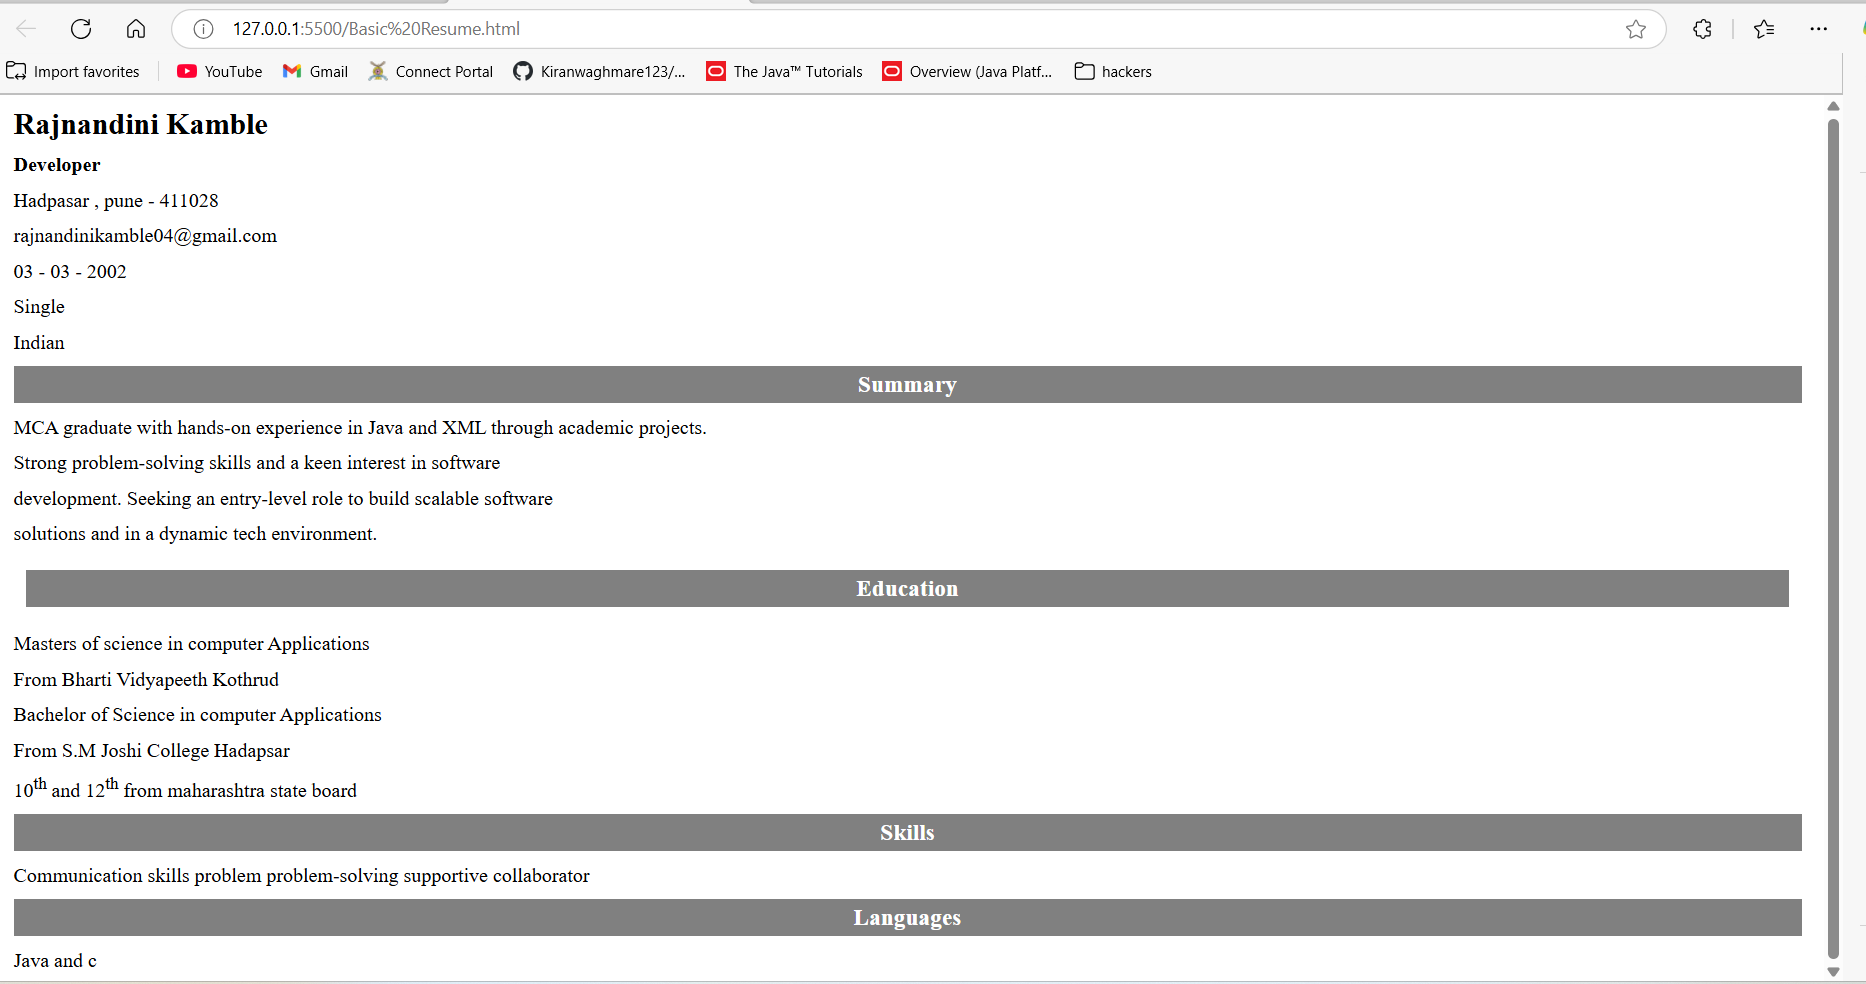 127.0.0.1:5500/Basic%20Resume.html
Import favorites YouTube Gmail Connect Portal Kiranwaghmare123/... The Java™ Tutorials Overview (Java Platf... hackers
Rajnandini Kamble
Developer
Hadpasar , pune - 411028
rajnandinikamble04@gmail.com
03 - 03 - 2002
Single
Indian
Summary
MCA graduate with hands-on experience in Java and XML through academic projects.
Strong problem-solving skills and a keen interest in software
development. Seeking an entry-level role to build scalable software
solutions and in a dynamic tech environment.
Education
Masters of science in computer Applications
From Bharti Vidyapeeth Kothrud
Bachelor of Science in computer Applications
From S.M Joshi College Hadapsar
10th and 12th from maharashtra state board
Skills
Communication skills problem problem-solving supportive collaborator
Languages
Java and c